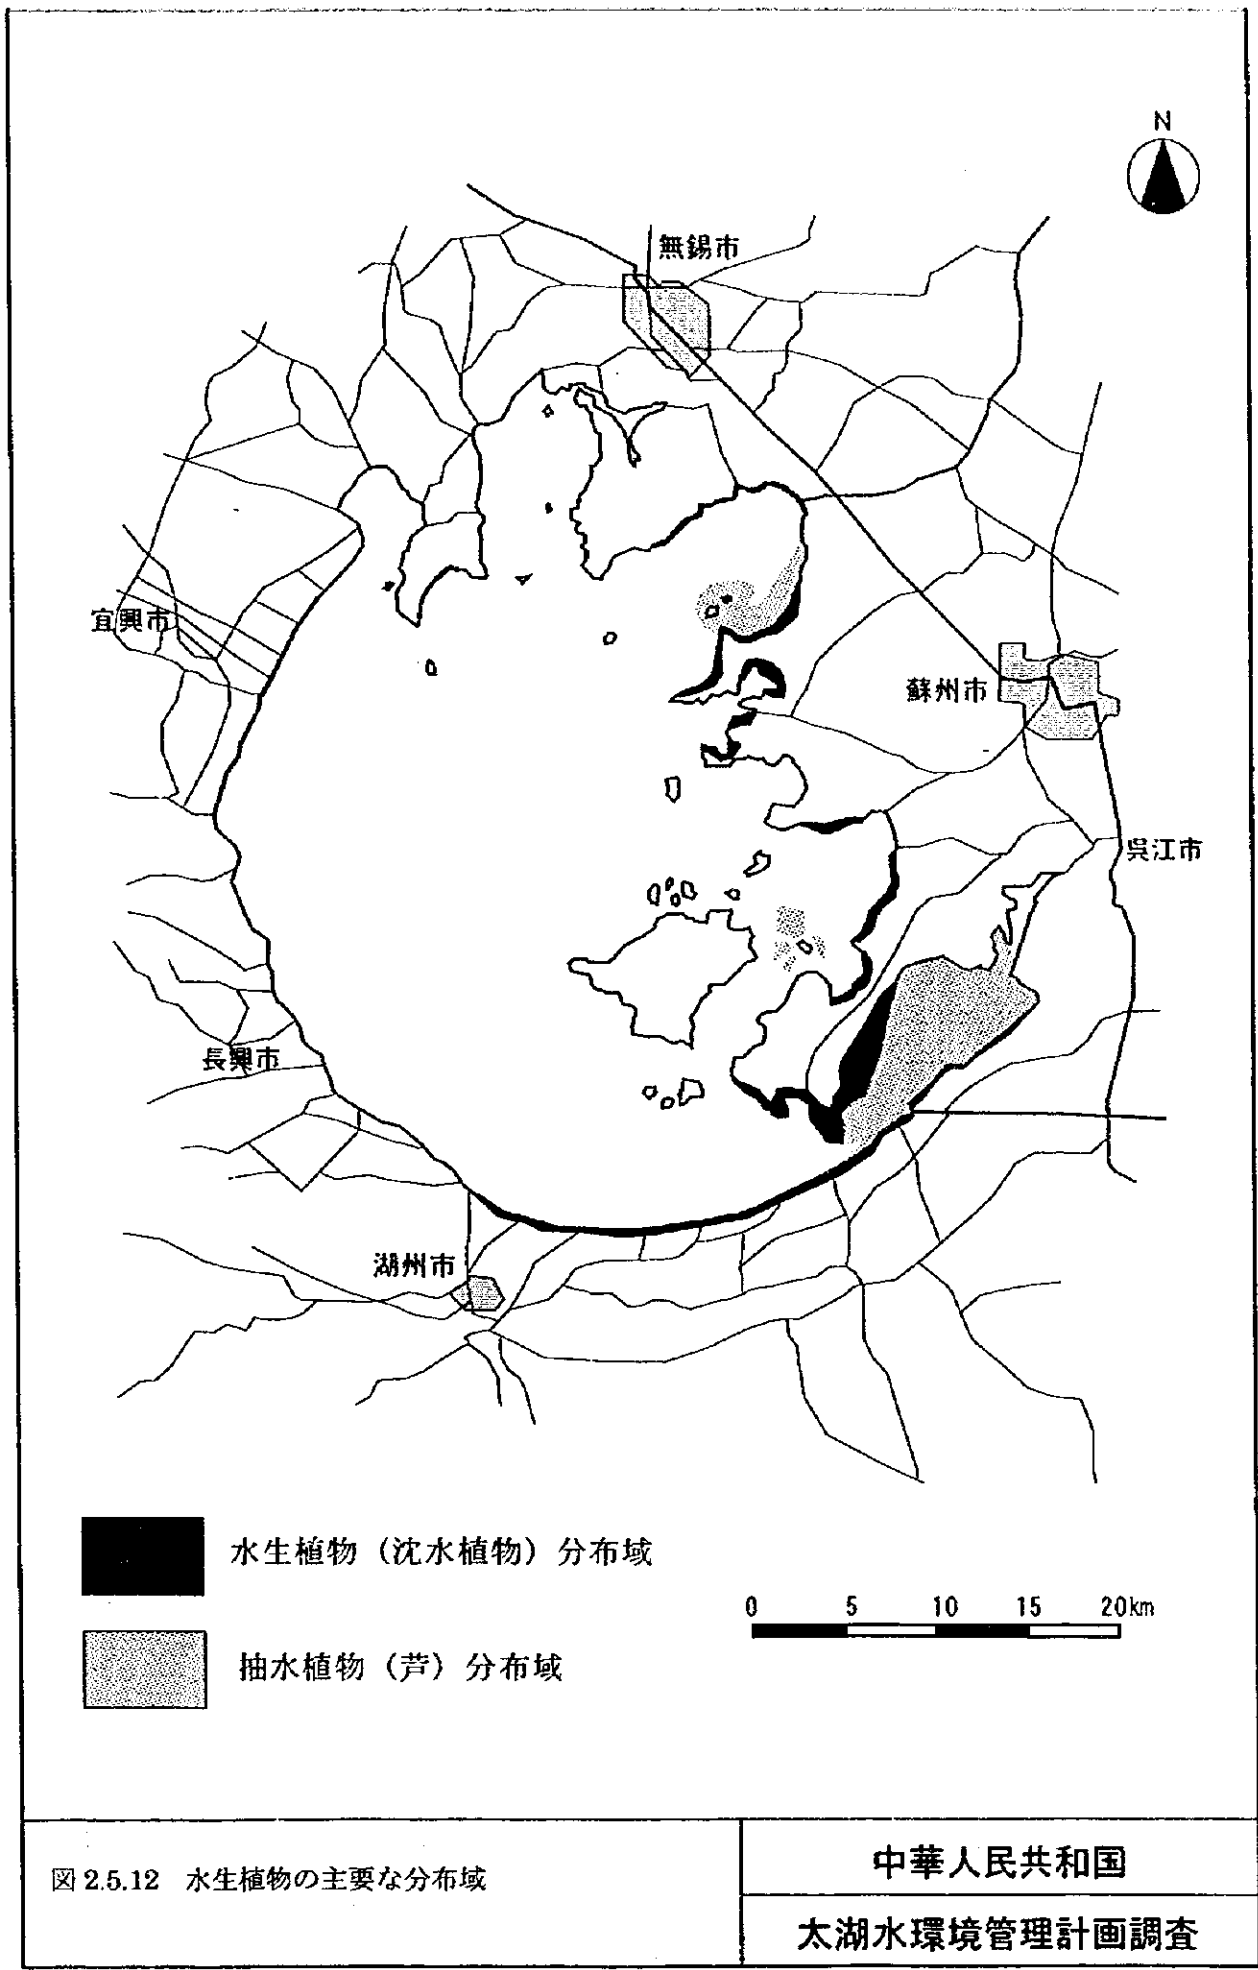 N
無錫市
宜興市
蘇州市
呉江市
長興市
湖州市
水生植物（沈水植物）分布域
0 5 10 15 20km
抽水植物（芦）分布域
図 2.5.12 水生植物の主要な分布域
中華人民共和国
太湖水環境管理計画調査